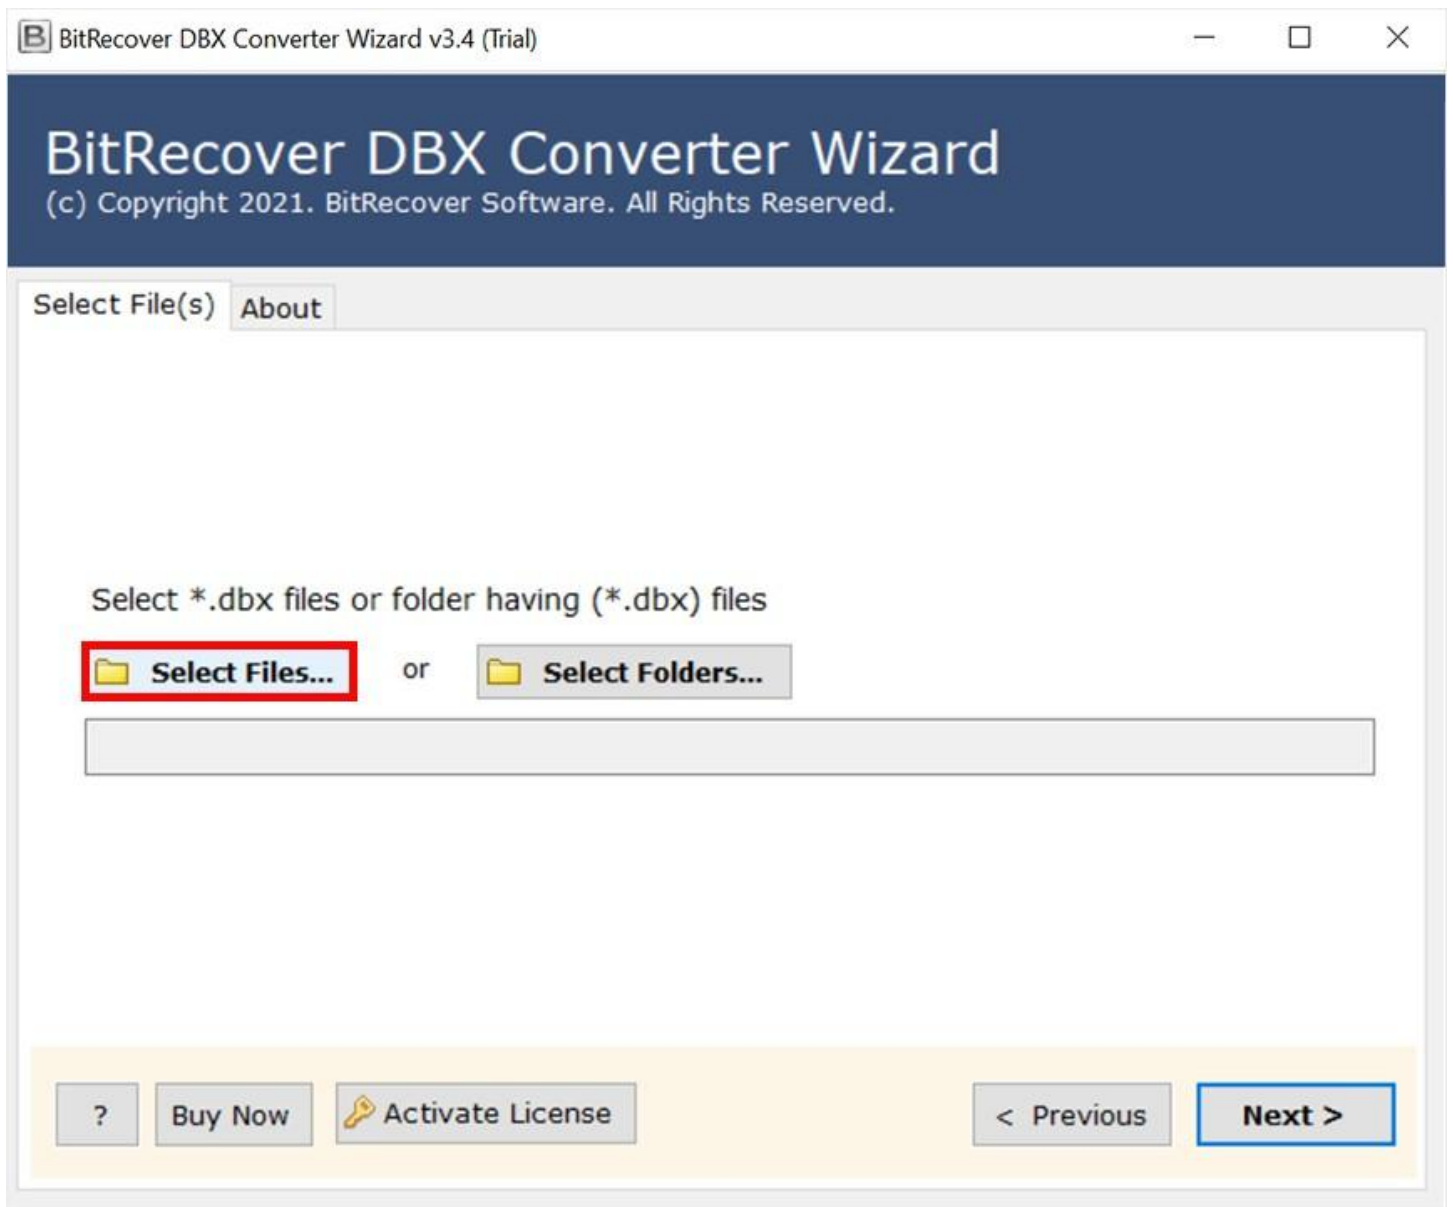 B BitRecover DBX Converter Wizard v3.4 (Trial)
BitRecover DBX Converter Wizard
(c) Copyright 2021. BitRecover Software. All Rights Reserved.
Select File(s) About
Select *.dbx files or folder having (*.dbx) files
Select Files... or Select Folders...
? Buy Now Activate License < Previous Next >